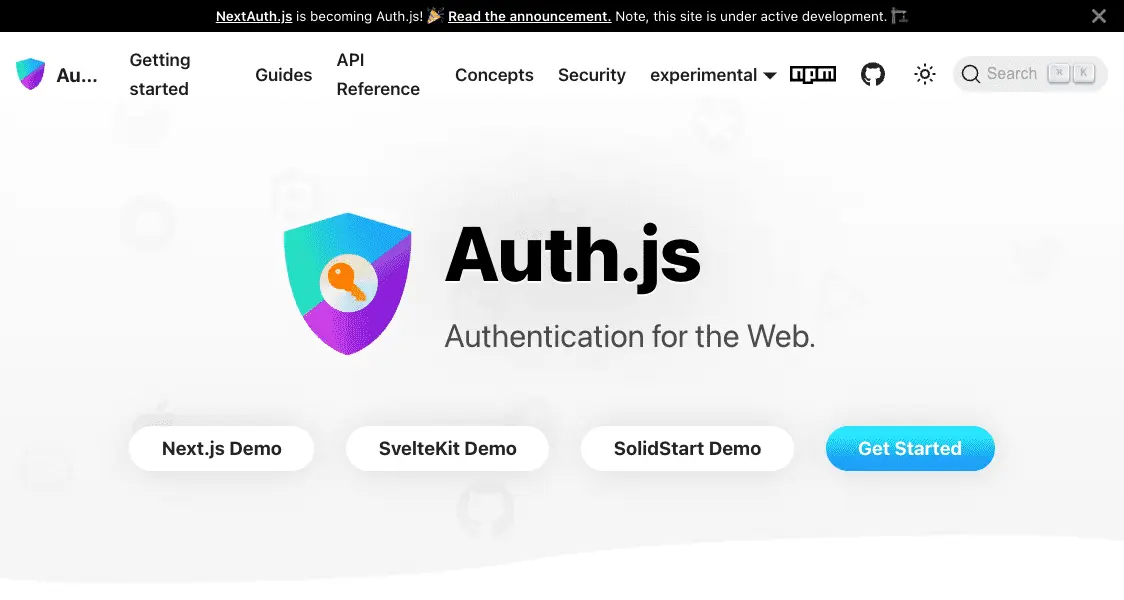 NextAuth.js is becoming Auth.js! 🎉 Read the announcement. Note, this site is under active development. 🏗️
Au...
Getting
started
Guides
API
Reference
Concepts
Security
experimental
npm
Search
⌘ K
Auth.js
Authentication for the Web.
Next.js Demo
SvelteKit Demo
SolidStart Demo
Get Started